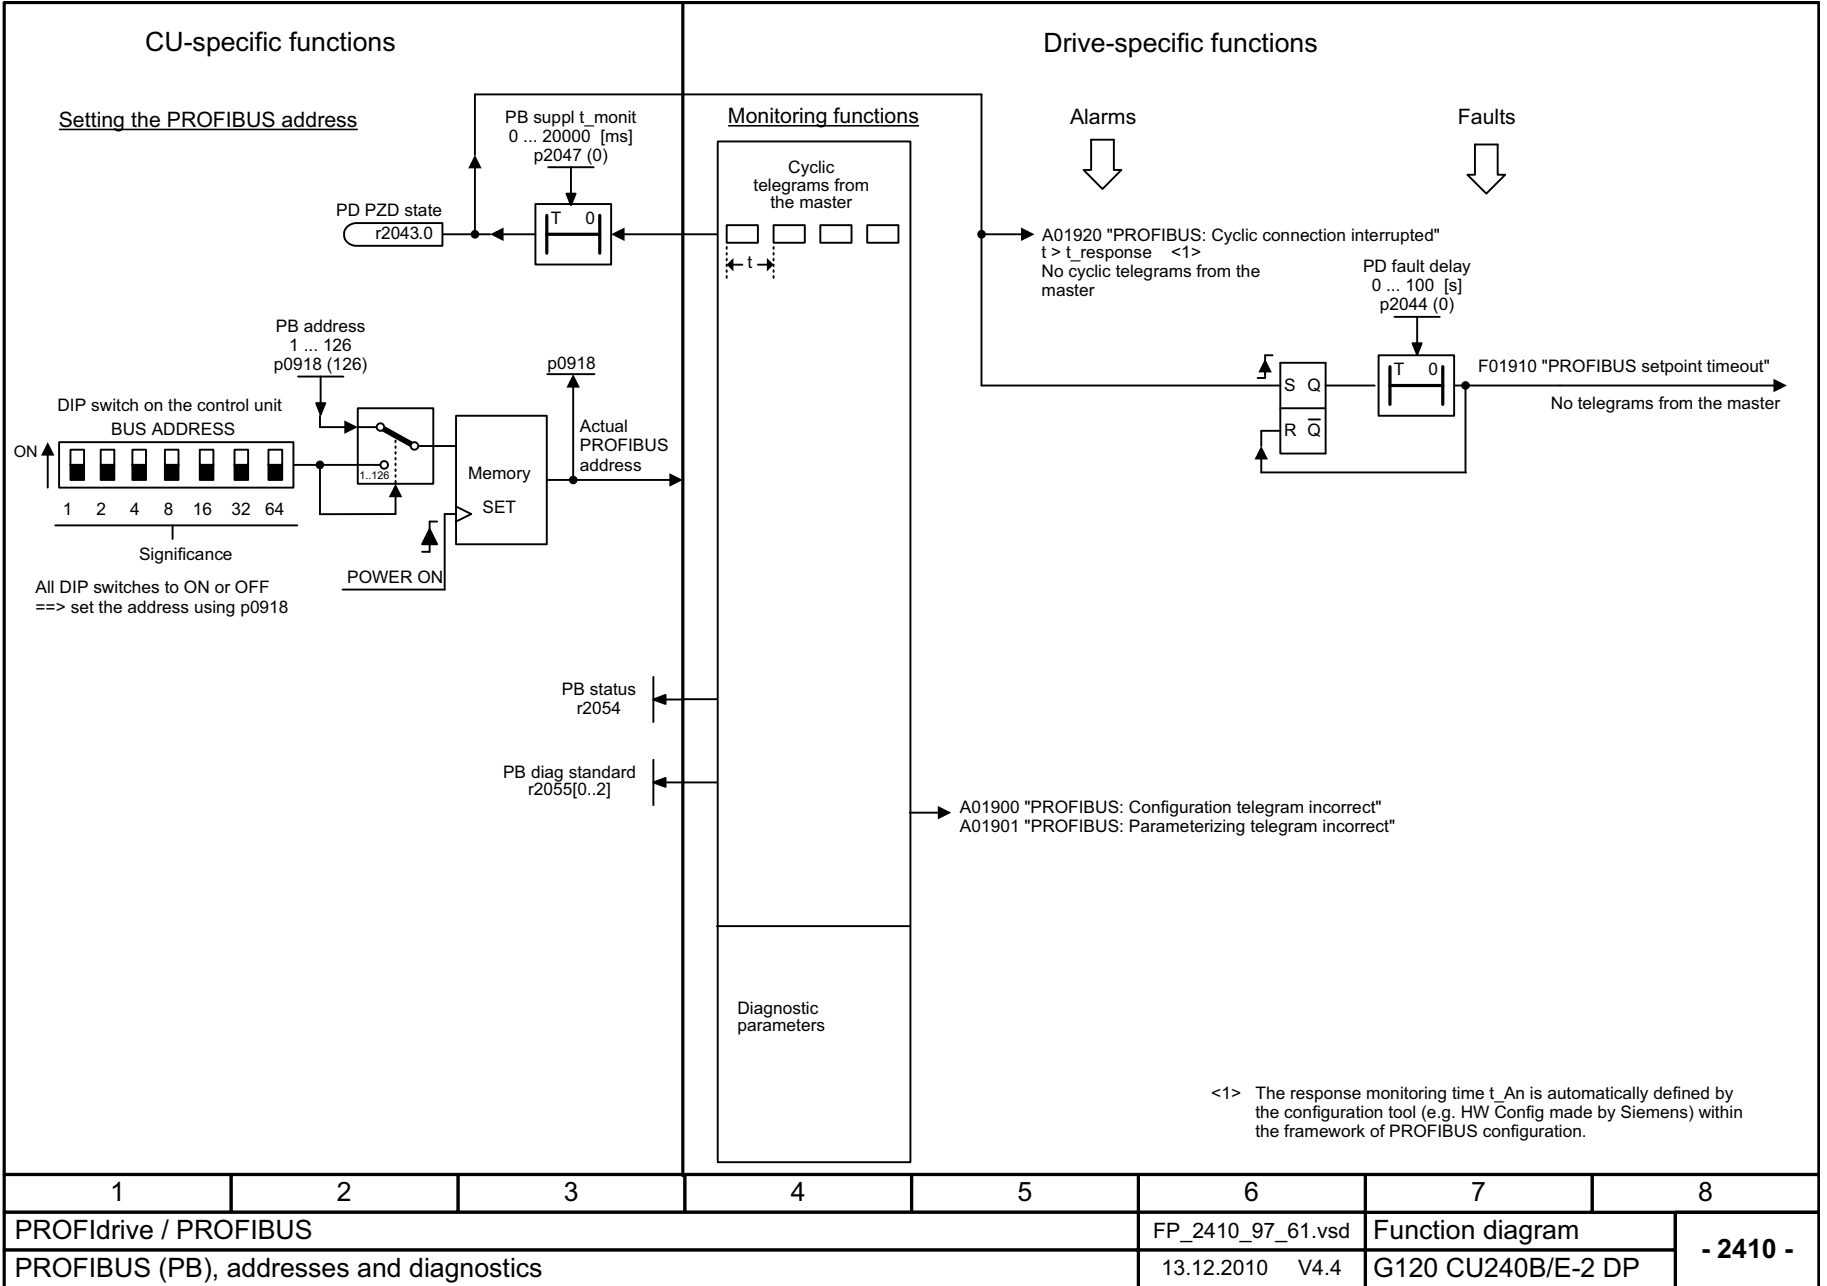 CU-specific functions
Drive-specific functions
Setting the PROFIBUS address
PB suppl t_monit
0 ... 20000 [ms]
p2047 (0)
Monitoring functions
Alarms
Faults
Cyclic
telegrams from
the master
PD PZD state
r2043.0
T 0
t
A01920 "PROFIBUS: Cyclic connection interrupted"
t > t_response <1>
No cyclic telegrams from the
master
PD fault delay
0 ... 100 [s]
p2044 (0)
PB address
1 ... 126
p0918 (126)
p0918
S Q
R Q̅
T 0
F01910 "PROFIBUS setpoint timeout"
No telegrams from the master
DIP switch on the control unit
BUS ADDRESS
ON
1..126
Memory
SET
Actual
PROFIBUS
address
1 2 4 8 16 32 64
Significance
POWER ON
All DIP switches to ON or OFF
==> set the address using p0918
PB status
r2054
PB diag standard
r2055[0..2]
A01900 "PROFIBUS: Configuration telegram incorrect"
A01901 "PROFIBUS: Parameterizing telegram incorrect"
Diagnostic
parameters
<1> The response monitoring time t_An is automatically defined by
the configuration tool (e.g. HW Config made by Siemens) within
the framework of PROFIBUS configuration.
1 2 3 4 5 6 7 8
PROFIdrive / PROFIBUS
FP_2410_97_61.vsd
Function diagram
- 2410 -
PROFIBUS (PB), addresses and diagnostics
13.12.2010 V4.4
G120 CU240B/E-2 DP